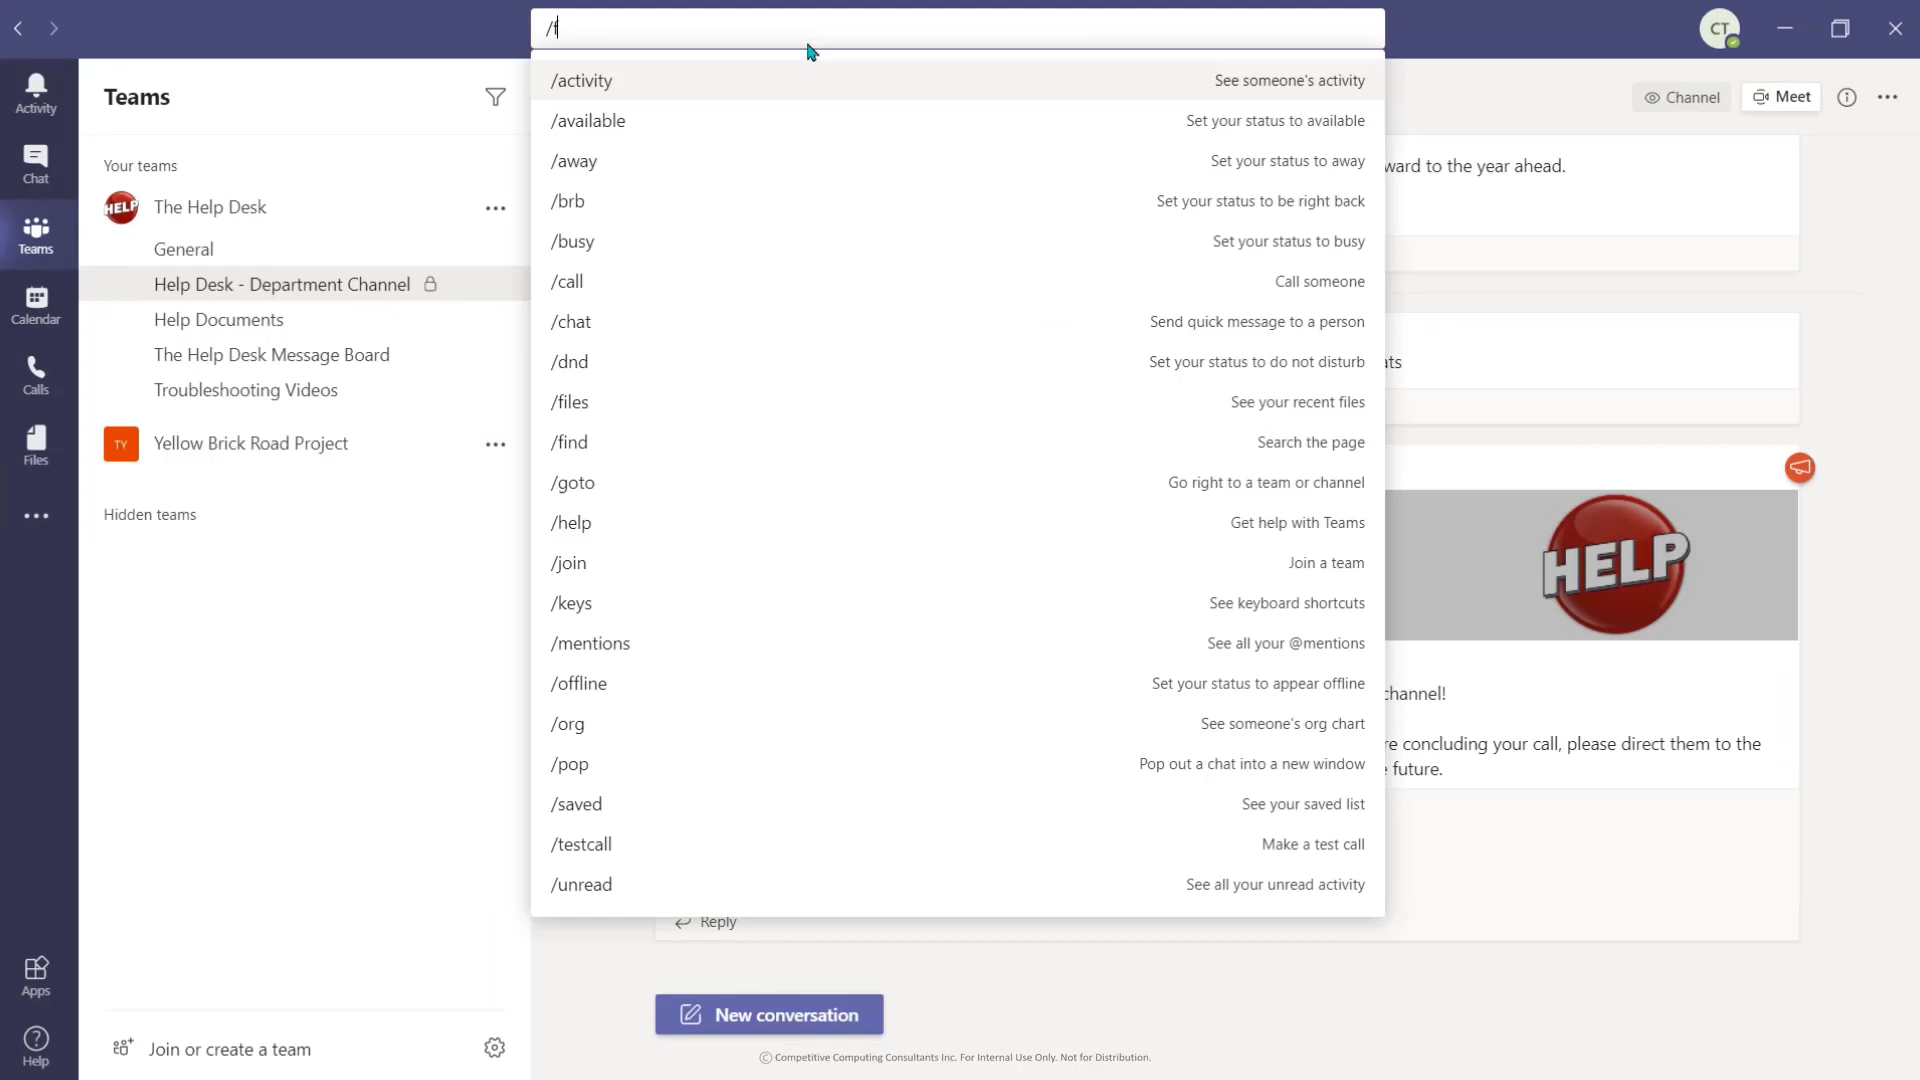 /f
CT
Activity
Chat
Teams
Calendar
Calls
Files
Apps
Help
Teams
Your teams
HELP
The Help Desk
General
Help Desk - Department Channel
Help Documents
The Help Desk Message Board
Troubleshooting Videos
TY
Yellow Brick Road Project
Hidden teams
Join or create a team
/activity See someone's activity
/available Set your status to available
/away Set your status to away
/brb Set your status to be right back
/busy Set your status to busy
/call Call someone
/chat Send quick message to a person
/dnd Set your status to do not disturb
/files See your recent files
/find Search the page
/goto Go right to a team or channel
/help Get help with Teams
/join Join a team
/keys See keyboard shortcuts
/mentions See all your @mentions
/offline Set your status to appear offline
/org See someone's org chart
/pop Pop out a chat into a new window
/saved See your saved list
/testcall Make a test call
/unread See all your unread activity
Channel
Meet
ward to the year ahead.
ats
HELP
channel!
re concluding your call, please direct them to the
e future.
Reply
New conversation
© Competitive Computing Consultants Inc. For Internal Use Only. Not for Distribution.